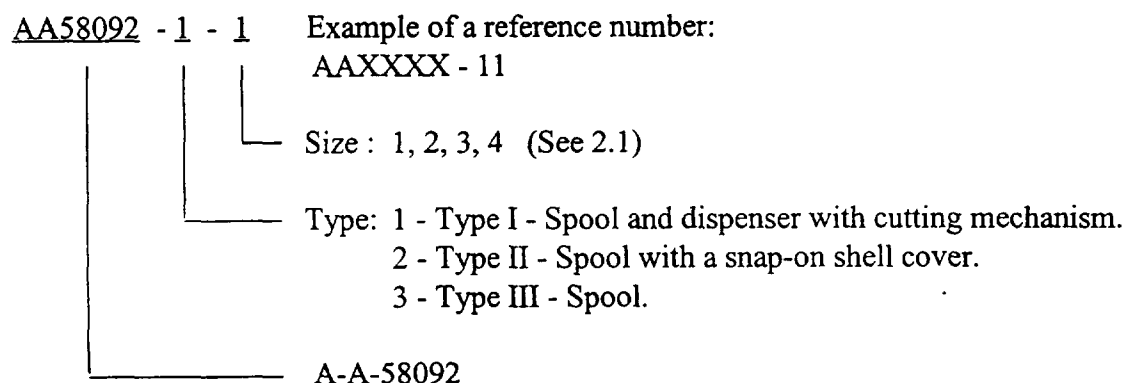 AA58092 - 1 - 1 Example of a reference number:
AAXXXX - 11
Size : 1, 2, 3, 4 (See 2.1)
Type: 1 - Type I - Spool and dispenser with cutting mechanism.
2 - Type II - Spool with a snap-on shell cover.
3 - Type III - Spool.
A-A-58092